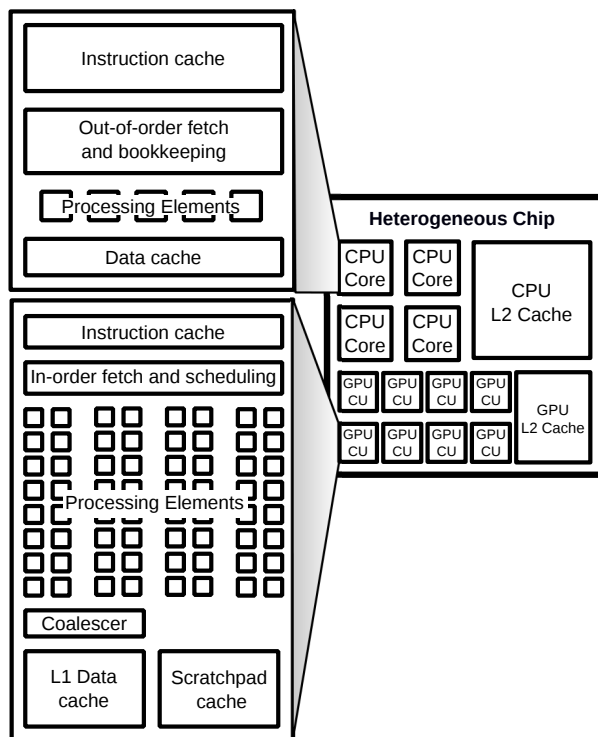 Instruction cache
Out-of-order fetch
and bookkeeping
Processing Elements
Data cache
Instruction cache
In-order fetch and scheduling
Processing Elements
Coalescer
L1 Data
cache
Scratchpad
cache
Heterogeneous Chip
CPU
Core
CPU
Core
CPU
L2 Cache
CPU
Core
CPU
Core
GPU
CU
GPU
CU
GPU
CU
GPU
CU
GPU
L2 Cache
GPU
CU
GPU
CU
GPU
CU
GPU
CU